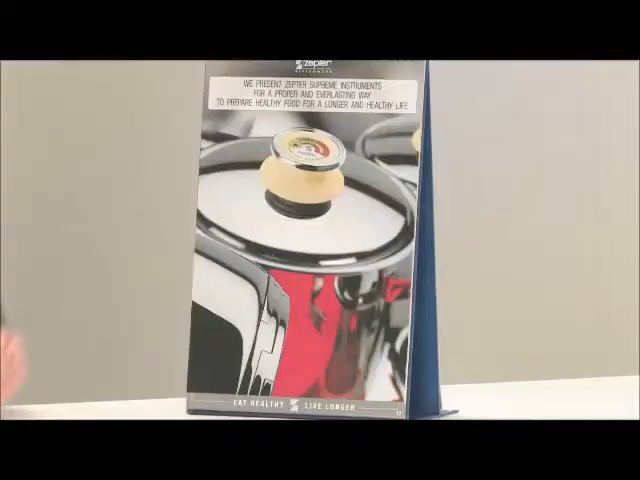 zepter
WE PRESENT ZEPTER SUPREME INSTRUMENTS
FOR A PROPER AND EVERLASTING WAY
TO PREPARE HEALTHY FOOD FOR A LONGER AND HEALTHY LIFE
EAT HEALTHY LIVE LONGER